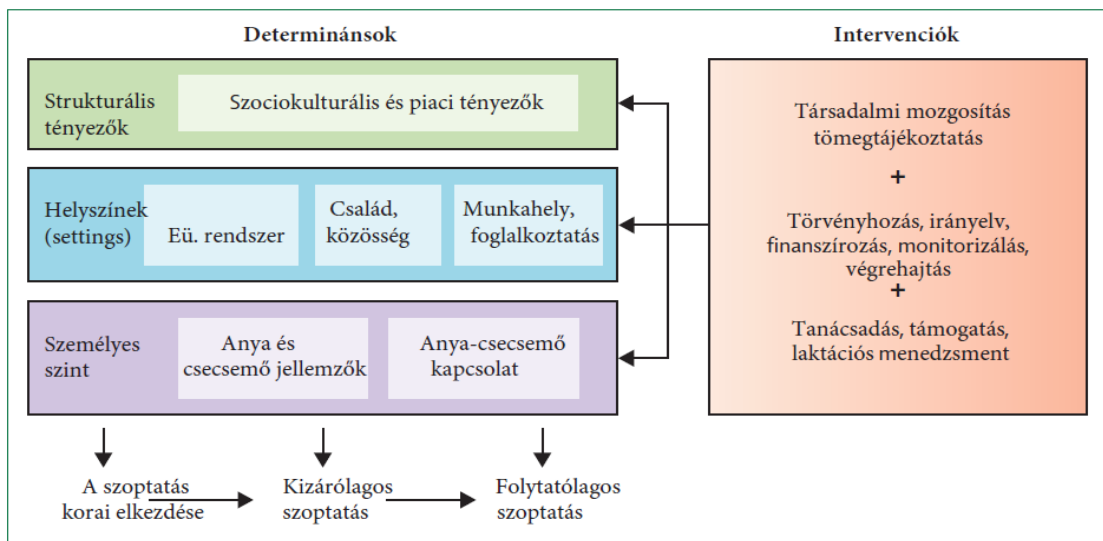 Determinánsok
Strukturális
tényezők
Szociokulturális és piaci tényezők
Helyszínek
(settings)
Eü. rendszer
Család,
közösség
Munkahely,
foglalkoztatás
Személyes
szint
Anya és
csecsemő jellemzők
Anya-csecsemő
kapcsolat
A szoptatás
korai elkezdése
Kizárólagos
szoptatás
Folytatólagos
szoptatás
Intervenciók
Társadalmi mozgosítás
tömegtájékoztatás
+
Törvényhozás, irányelv,
finanszírozás, monitorizálás,
végrehajtás
+
Tanácsadás, támogatás,
laktációs menedzsment